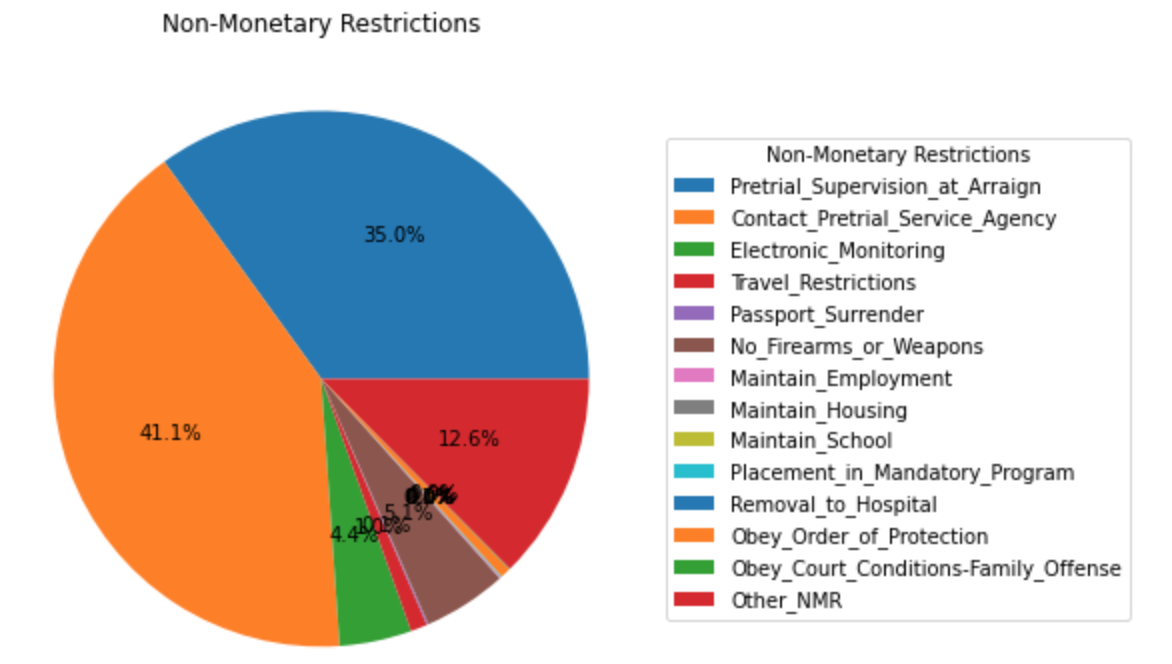 Non-Monetary Restrictions
35.0%
41.1%
12.6%
5.1%
4.4%
Non-Monetary Restrictions
Pretrial_Supervision_at_Arraign
Contact_Pretrial_Service_Agency
Electronic_Monitoring
Travel_Restrictions
Passport_Surrender
No_Firearms_or_Weapons
Maintain_Employment
Maintain_Housing
Maintain_School
Placement_in_Mandatory_Program
Removal_to_Hospital
Obey_Order_of_Protection
Obey_Court_Conditions-Family_Offense
Other_NMR